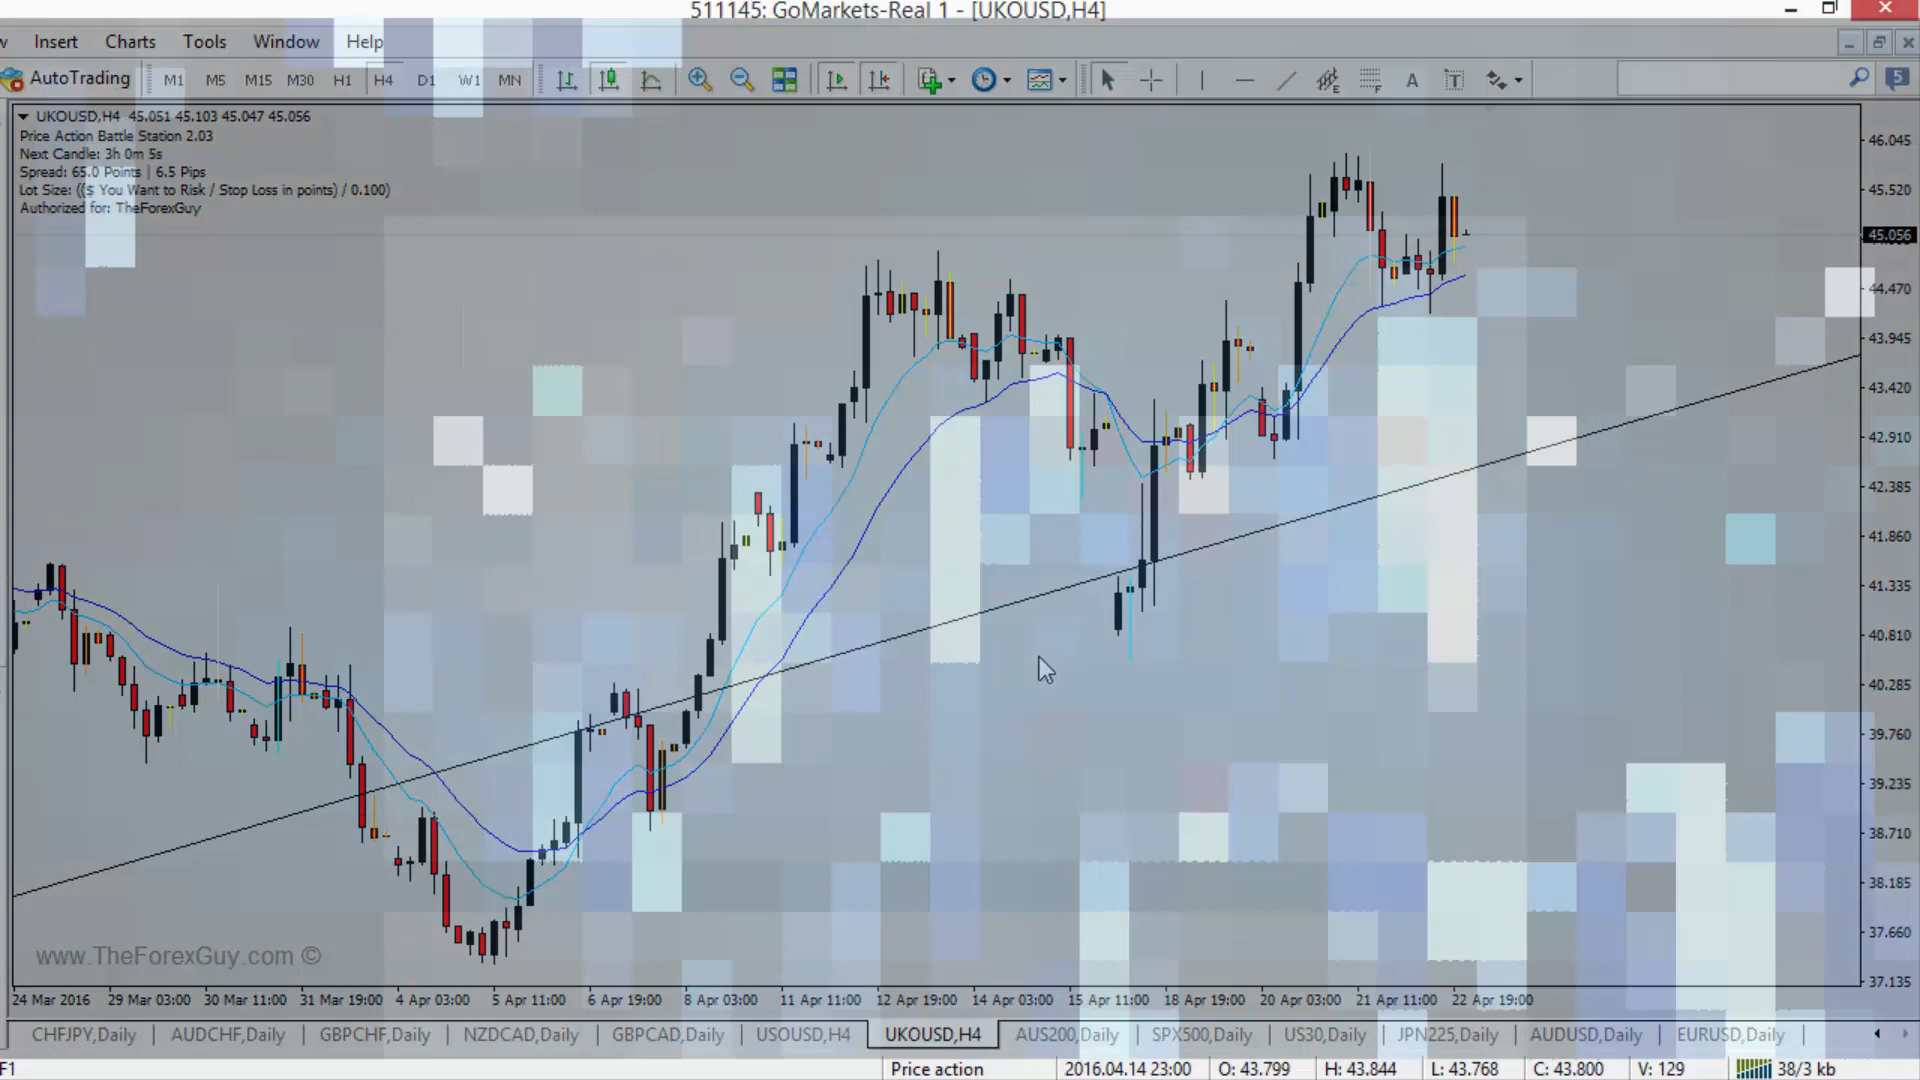 511145: GoMarkets-Real 1 - [UKOUSD,H4]
w Insert Charts Tools Window Help
AutoTrading M1 M5 M15 M30 H1 H4 D1 W1 MN E F A T 5
UKOUSD,H4 45.051 45.103 45.047 45.056
Price Action Battle Station 2.03
Next Candle: 3h 0m 5s
Spread: 65.0 Points | 6.5 Pips
Lot Size: (($ You Want to Risk / Stop Loss in points) / 0.100)
Authorized for: TheForexGuy
46.045
45.520
45.056
44.470
43.945
43.420
42.910
42.385
41.860
41.335
40.810
40.285
39.760
39.235
38.710
38.185
37.660
37.135
www.TheForexGuy.com ©
24 Mar 2016 29 Mar 03:00 30 Mar 11:00 31 Mar 19:00 4 Apr 03:00 5 Apr 11:00 6 Apr 19:00 8 Apr 03:00 11 Apr 11:00 12 Apr 19:00 14 Apr 03:00 15 Apr 11:00 18 Apr 19:00 20 Apr 03:00 21 Apr 11:00 22 Apr 19:00
CHFJPY,Daily | AUDCHF,Daily | GBPCHF,Daily | NZDCAD,Daily | GBPCAD,Daily | USOUSD,H4 | UKOUSD,H4 | AUS200,Daily | SPX500,Daily | US30,Daily | JPN225,Daily | AUDUSD,Daily | EURUSD,Daily |
F1 Price action 2016.04.14 23:00 O: 43.799 H: 43.844 L: 43.768 C: 43.800 V: 129 38/3 kb